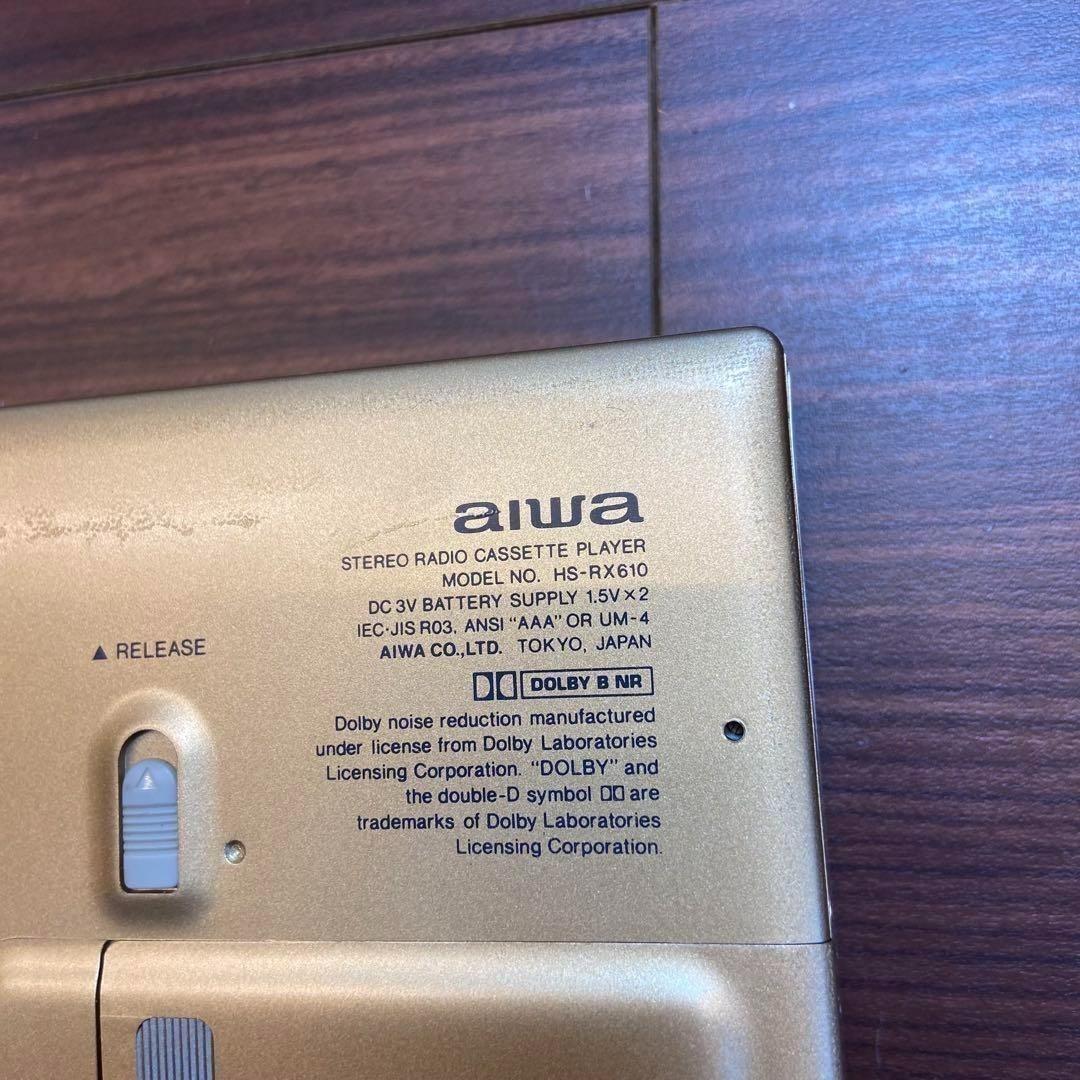 aiwa
STEREO RADIO CASSETTE PLAYER
MODEL NO. HS-RX610
DC 3V BATTERY SUPPLY 1.5V×2
IEC·JIS R03, ANSI "AAA" OR UM-4
AIWA CO.,LTD. TOKYO, JAPAN
▲ RELEASE
DOLBY B NR
Dolby noise reduction manufactured
under license from Dolby Laboratories
Licensing Corporation. "DOLBY" and
the double-D symbol are
trademarks of Dolby Laboratories
Licensing Corporation.